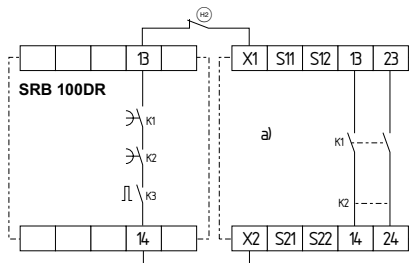 H2
13 X1 S11 S12 13 23
SRB 100DR
K1
a)
K1
K2
K3
K2
14 X2 S21 S22 14 24